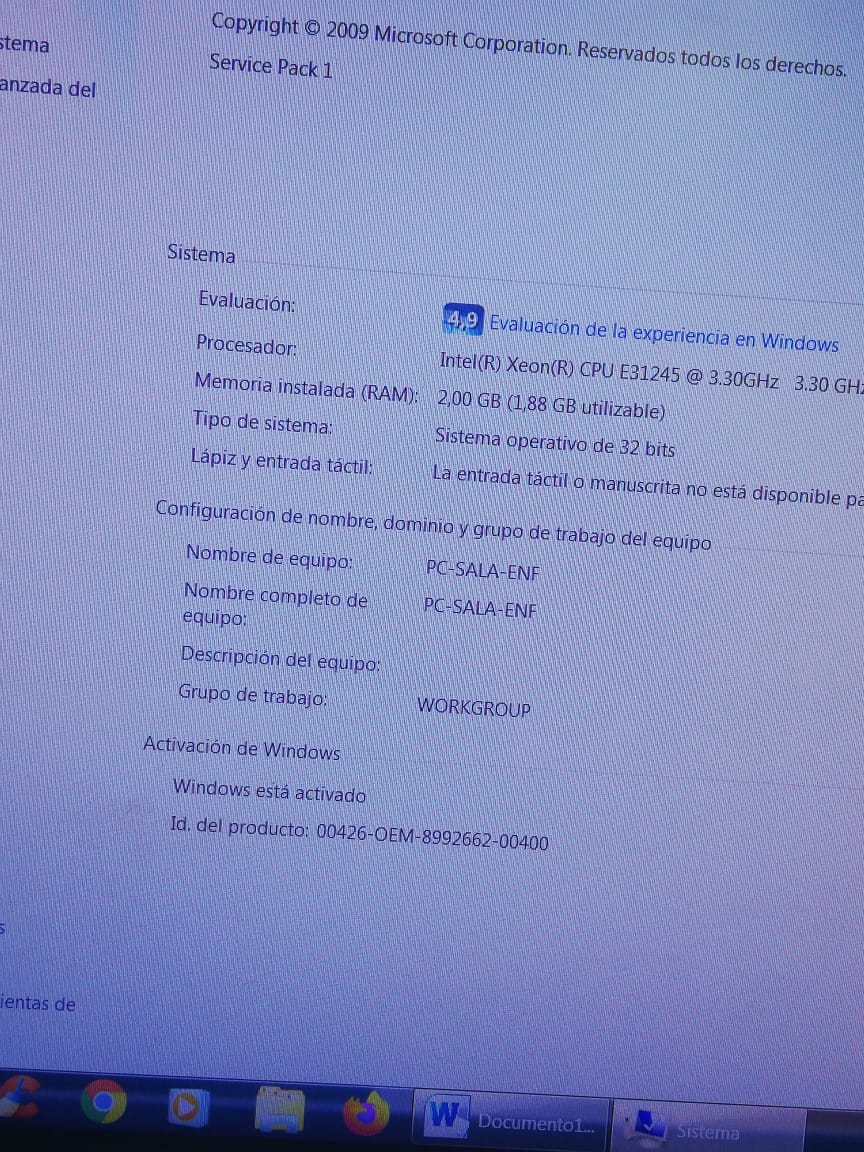 Copyright © 2009 Microsoft Corporation. Reservados todos los derechos.
Service Pack 1
stema
anzada del
Sistema
Evaluación: 4,9 Evaluación de la experiencia en Windows
Procesador: Intel(R) Xeon(R) CPU E31245 @ 3.30GHz 3.30 GHz
Memoria instalada (RAM): 2,00 GB (1,88 GB utilizable)
Tipo de sistema: Sistema operativo de 32 bits
Lápiz y entrada táctil: La entrada táctil o manuscrita no está disponible pa
Configuración de nombre, dominio y grupo de trabajo del equipo
Nombre de equipo: PC-SALA-ENF
Nombre completo de PC-SALA-ENF
equipo:
Descripción del equipo:
Grupo de trabajo: WORKGROUP
Activación de Windows
Windows está activado
Id. del producto: 00426-OEM-8992662-00400
s
ientas de
W Documento1... Sistema